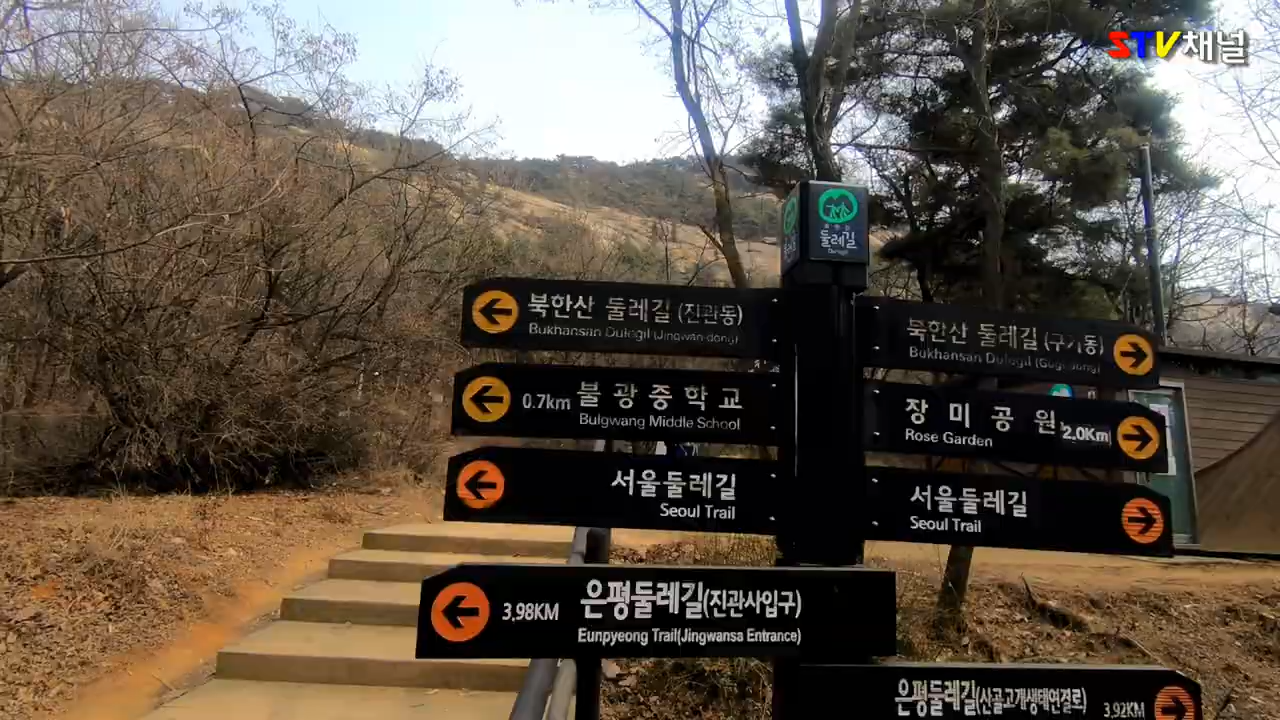 STV채널
둘레길
Dulegil
북한산 둘레길 (진관동)
Bukhansan Dulegil (Jingwan-dong)
0.7km 불광중학교
Bulgwang Middle School
서울둘레길
Seoul Trail
3.98KM 은평둘레길(진관사입구)
Eunpyeong Trail(Jingwansa Entrance)
북한산 둘레길 (구기동)
Bukhansan Dulegil (Gugi-dong)
장미공원 2.0Km
Rose Garden
서울둘레길
Seoul Trail
은평둘레길(산골고개생태연결로) 3.92KM